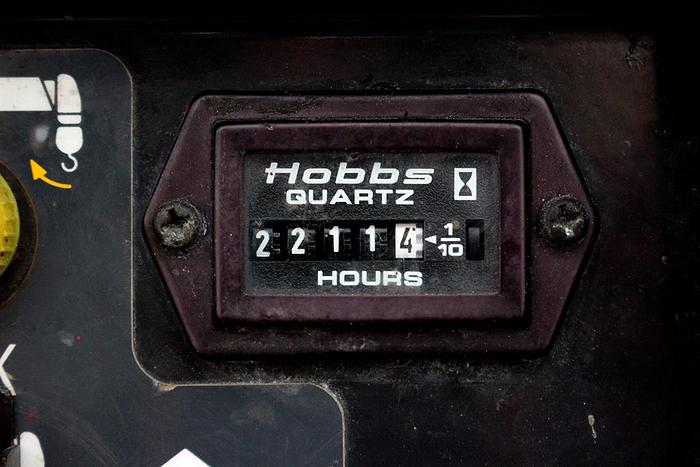 Hobbs
QUARTZ
2 2 1 1 4 ◄ 1/10
HOURS